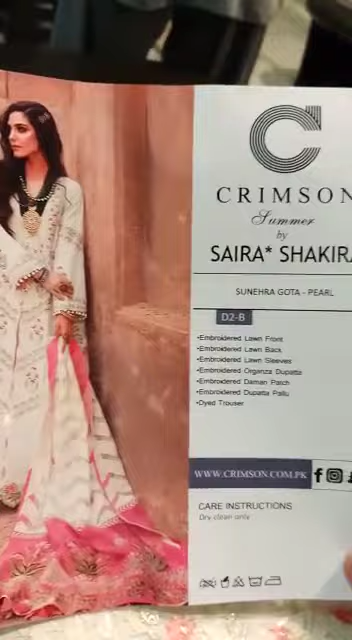 CRIMSON
Summer
by
SAIRA* SHAKIRA
SUNEHRA GOTA - PEARL
D2-B
•Embroidered Lawn Front
•Embroidered Lawn Back
•Embroidered Lawn Sleeves
•Embroidered Organza Dupatta
•Embroidered Daman Patch
•Embroidered Dupatta Pallu
•Dyed Trouser
WWW.CRIMSON.COM.PK
CARE INSTRUCTIONS
Dry clean only